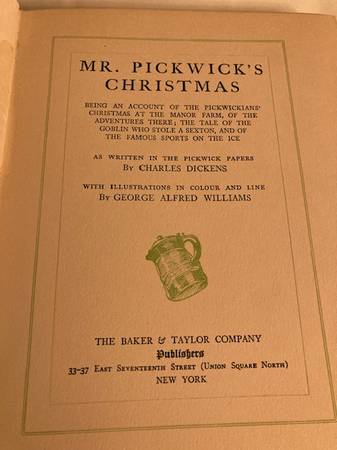 MR. PICKWICK'S
CHRISTMAS
BEING AN ACCOUNT OF THE PICKWICKIANS'
CHRISTMAS AT THE MANOR FARM, OF THE
ADVENTURES THERE; THE TALE OF THE
GOBLIN WHO STOLE A SEXTON, AND OF
THE FAMOUS SPORTS ON THE ICE
AS WRITTEN IN THE PICKWICK PAPERS
By CHARLES DICKENS
WITH ILLUSTRATIONS IN COLOUR AND LINE
By GEORGE ALFRED WILLIAMS
THE BAKER & TAYLOR COMPANY
Publishers
33-37 EAST SEVENTEENTH STREET (UNION SQUARE NORTH)
NEW YORK